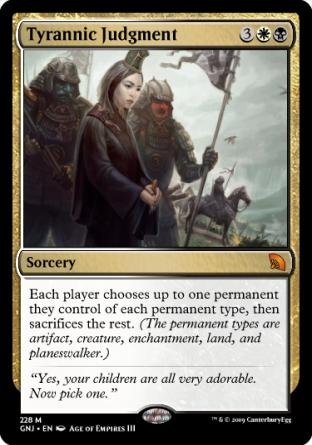 Tyrannic Judgment 3
Sorcery
Each player chooses up to one permanent
they control of each permanent type, then
sacrifices the rest. (The permanent types are
artifact, creature, enchantment, land, and
planeswalker.)
“Yes, your children are all very adorable.
Now pick one.”
228 M
GNJ • EN Age of Empires III
™ & © 2019 CanterburyEgg